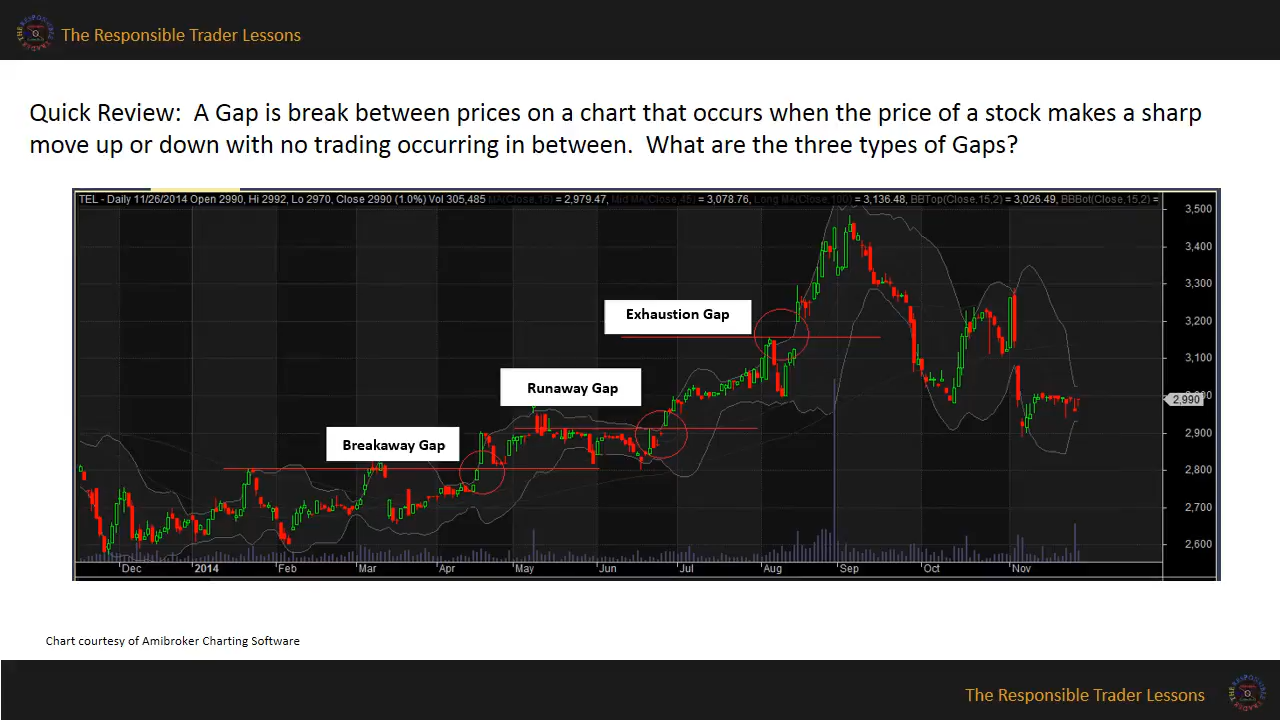 The Responsible Trader Lessons
Quick Review:  A Gap is break between prices on a chart that occurs when the price of a stock makes a sharp
move up or down with no trading occurring in between.  What are the three types of Gaps?
TEL - Daily 11/26/2014 Open 2990, Hi 2992, Lo 2970, Close 2990 (1.0%) Vol 305,485 MA(Close,15) = 2,979.47, Mid MA(Close,45) = 3,078.76, Long MA(Close,100) = 3,136.48, BBTop(Close,15,2) = 3,026.49, BBBot(Close,15,2) =
3,500
3,400
3,300
Exhaustion Gap
3,200
3,100
Runaway Gap
2,990
2,900
Breakaway Gap
2,800
2,700
2,600
Dec 2014 Feb Mar Apr May Jun Jul Aug Sep Oct Nov
Chart courtesy of Amibroker Charting Software
The Responsible Trader Lessons